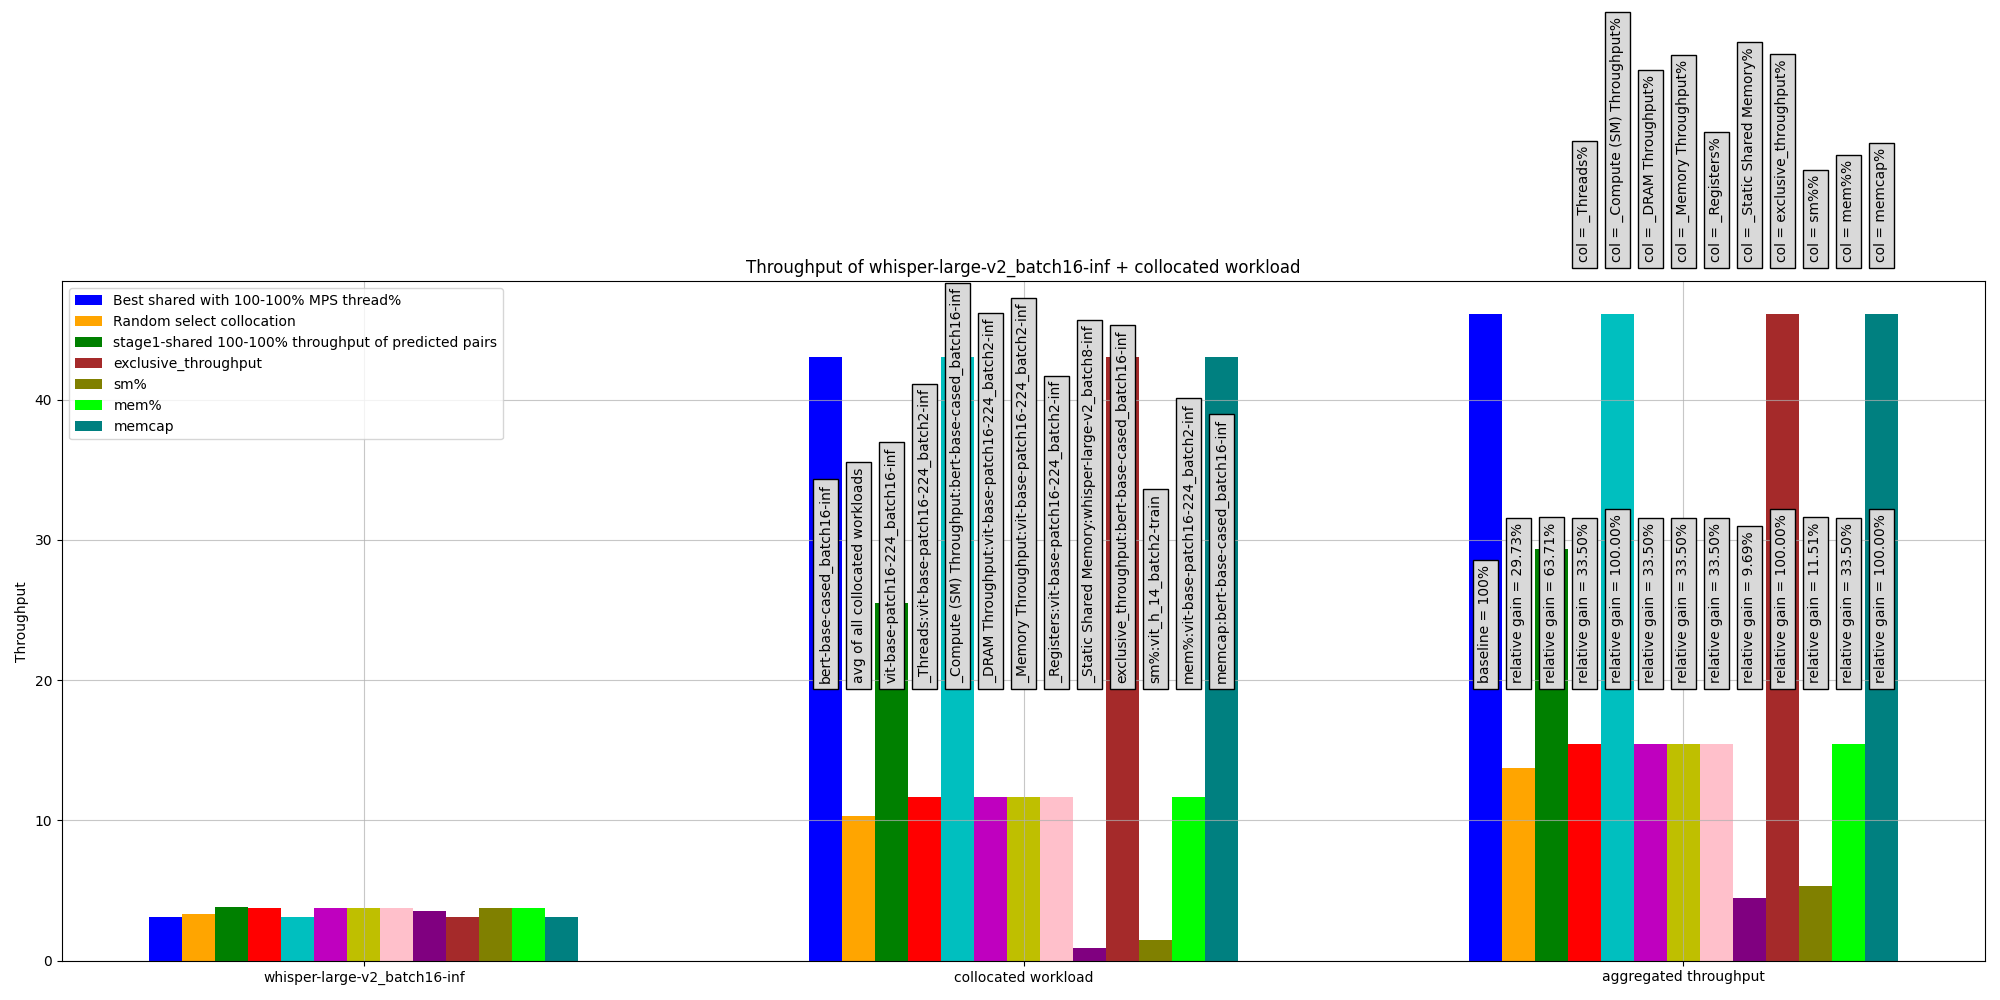 col = _Threads%
col = _Compute (SM) Throughput%
col = _DRAM Throughput%
col = _Memory Throughput%
col = _Registers%
col = _Static Shared Memory%
col = exclusive_throughput%
col = sm%%
col = mem%%
col = memcap%
Throughput of whisper-large-v2_batch16-inf + collocated workload
Best shared with 100-100% MPS thread%
Random select collocation
stage1-shared 100-100% throughput of predicted pairs
exclusive_throughput
sm%
mem%
memcap
Throughput
40
30
20
10
0
bert-base-cased_batch16-inf
avg of all collocated workloads
vit-base-patch16-224_batch16-inf
_Threads:vit-base-patch16-224_batch2-inf
_Compute (SM) Throughput:bert-base-cased_batch16-inf
_DRAM Throughput:vit-base-patch16-224_batch2-inf
_Memory Throughput:vit-base-patch16-224_batch2-inf
_Registers:vit-base-patch16-224_batch2-inf
_Static Shared Memory:whisper-large-v2_batch8-inf
exclusive_throughput:bert-base-cased_batch16-inf
sm%:vit_h_14_batch2-train
mem%:vit-base-patch16-224_batch2-inf
memcap:bert-base-cased_batch16-inf
baseline = 100%
relative gain = 29.73%
relative gain = 63.71%
relative gain = 33.50%
relative gain = 100.00%
relative gain = 33.50%
relative gain = 33.50%
relative gain = 33.50%
relative gain = 9.69%
relative gain = 100.00%
relative gain = 11.51%
relative gain = 33.50%
relative gain = 100.00%
whisper-large-v2_batch16-inf
collocated workload
aggregated throughput